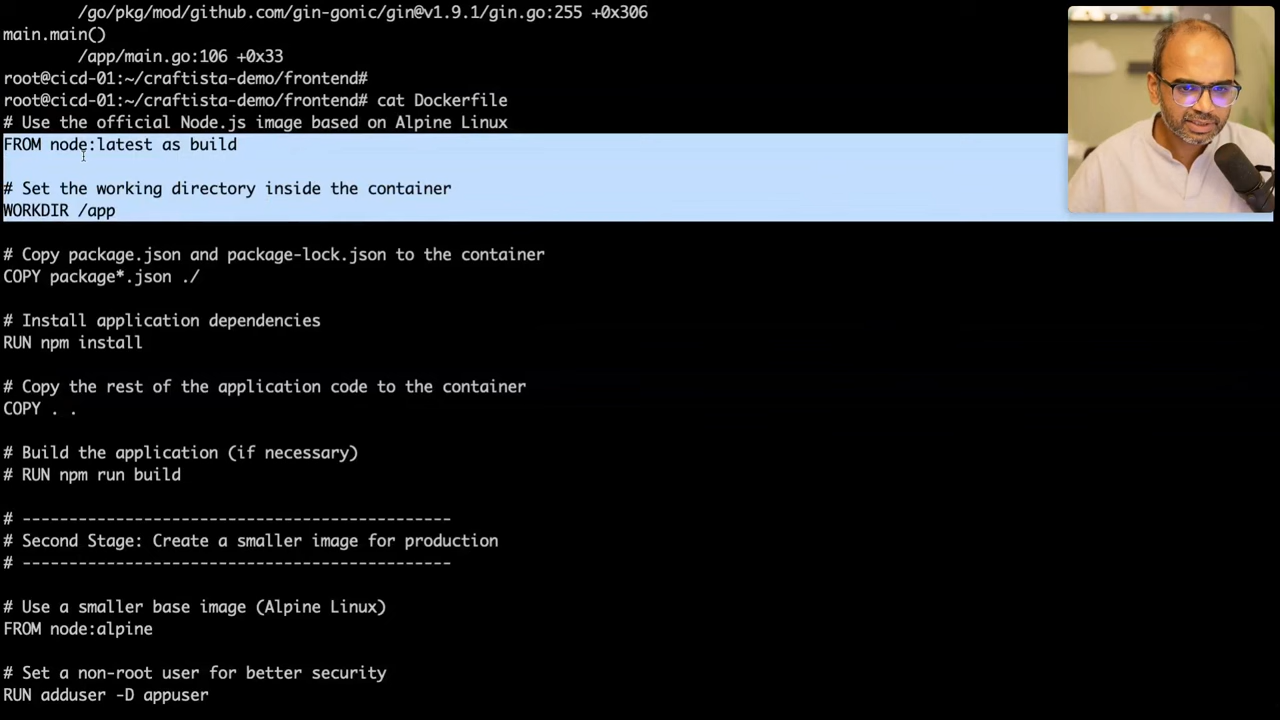 /go/pkg/mod/github.com/gin-gonic/gin@v1.9.1/gin.go:255 +0x306
main.main()
/app/main.go:106 +0x33
root@cicd-01:~/craftista-demo/frontend#
root@cicd-01:~/craftista-demo/frontend# cat Dockerfile
# Use the official Node.js image based on Alpine Linux
FROM node:latest as build
# Set the working directory inside the container
WORKDIR /app
# Copy package.json and package-lock.json to the container
COPY package*.json ./
# Install application dependencies
RUN npm install
# Copy the rest of the application code to the container
COPY . .
# Build the application (if necessary)
# RUN npm run build
# ----------------------------------------------
# Second Stage: Create a smaller image for production
# ----------------------------------------------
# Use a smaller base image (Alpine Linux)
FROM node:alpine
# Set a non-root user for better security
RUN adduser -D appuser